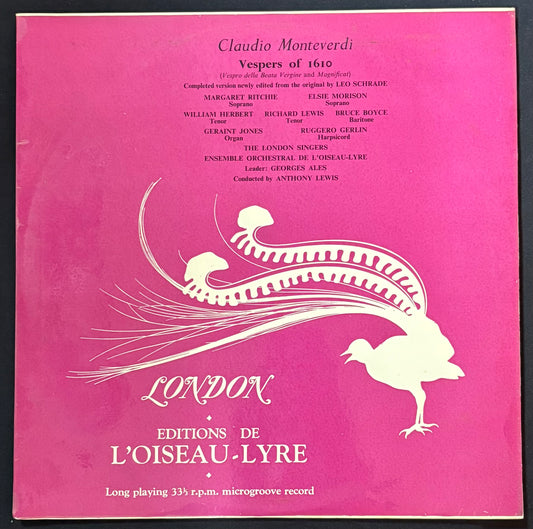 Claudio Monteverdi
Vespers of 1610
(Vespro della Beata Vergine and Magnificat)
Completed version newly edited from the original by LEO SCHRADE
MARGARET RITCHIE ELSIE MORISON
Soprano Soprano
WILLIAM HERBERT RICHARD LEWIS BRUCE BOYCE
Tenor Tenor Baritone
GERAINT JONES RUGGERO GERLIN
Organ Harpsicord
THE LONDON SINGERS
ENSEMBLE ORCHESTRAL DE L'OISEAU-LYRE
Leader: GEORGES ALES
Conducted by ANTHONY LEWIS
LONDON
EDITIONS DE
L'OISEAU-LYRE
Long playing 33⅓ r.p.m. microgroove record